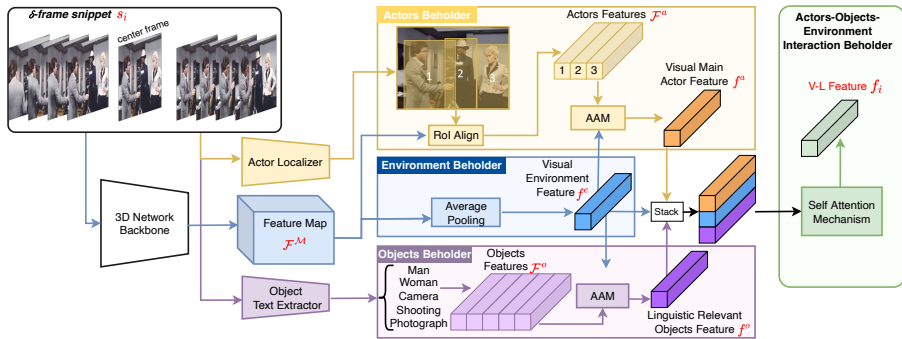 δ-frame snippet s_i
center frame
Actors Beholder
1
2
3
RoI Align
Actors Features F^a
1 2 3
AAM
Visual Main
Actor Feature f^a
Actors-Objects-
Environment
Interaction Beholder
V-L Feature f_i
Self Attention
Mechanism
Actor Localizer
3D Network
Backbone
Feature Map
F^M
Environment Beholder
Average
Pooling
Visual
Environment
Feature f^e
Stack
Object
Text Extractor
Objects Beholder
Man
Woman
Camera
Shooting
Photograph
Objects
Features F^o
AAM
Linguistic Relevant
Objects Feature f^o